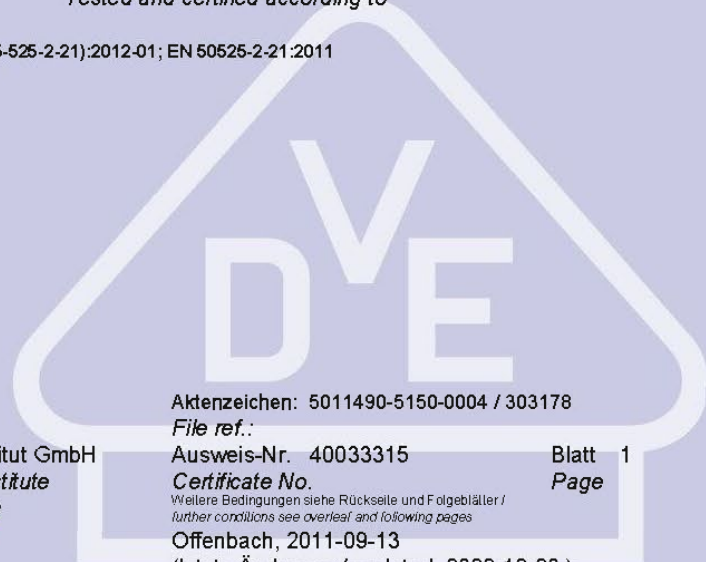 Tested and certified according to
-525-2-21):2012-01; EN 50525-2-21:2011
DVE
Aktenzeichen: 5011490-5150-0004 / 303178
File ref.:
itut GmbH Ausweis-Nr. 40033315 Blatt 1
stitute Certificate No. Page
Weitere Bedingungen siehe Rückseite und Folgeblätter /
further conditions see overleaf and following pages
Offenbach, 2011-09-13